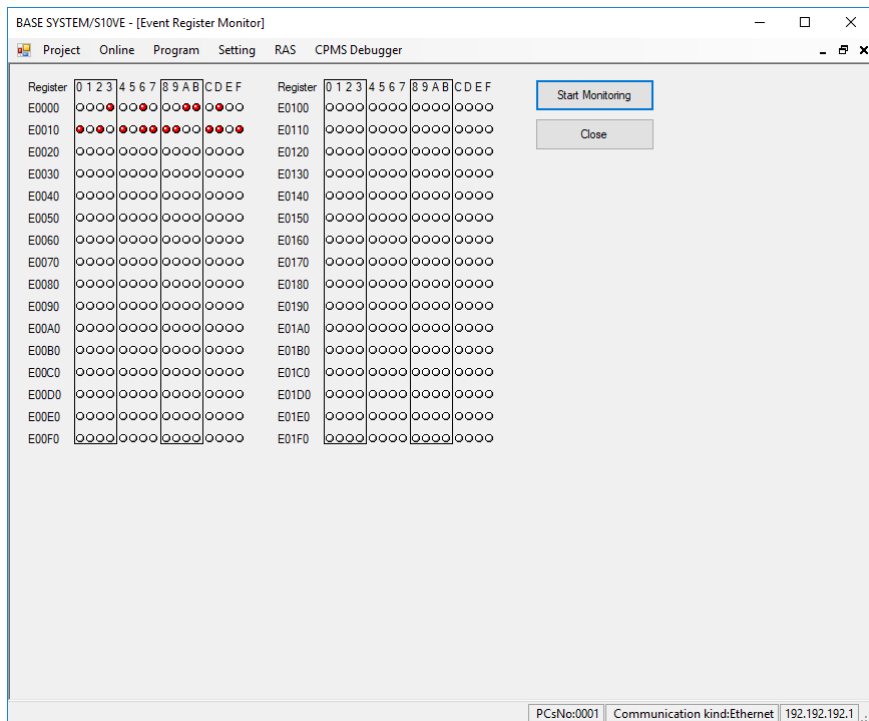 BASE SYSTEM/S10VE - [Event Register Monitor]
Project Online Program Setting RAS CPMS Debugger
Register 0 1 2 3 4 5 6 7 8 9 A B C D E F Register 0 1 2 3 4 5 6 7 8 9 A B C D E F
Start Monitoring
E0000 E0100
E0010 E0110
Close
E0020 E0120
E0030 E0130
E0040 E0140
E0050 E0150
E0060 E0160
E0070 E0170
E0080 E0180
E0090 E0190
E00A0 E01A0
E00B0 E01B0
E00C0 E01C0
E00D0 E01D0
E00E0 E01E0
E00F0 E01F0
PCsNo:0001 Communication kind:Ethernet 192.192.192.1